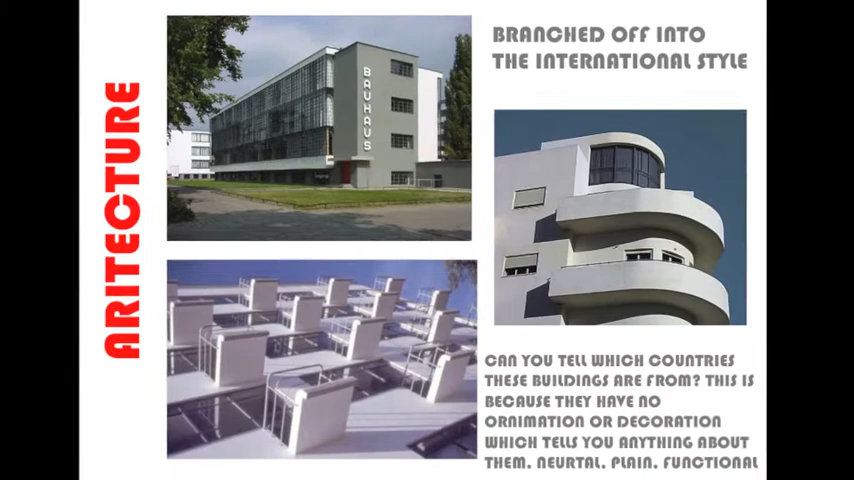 ARITECTURE
BAUHAUS
BRANCHED OFF INTO
THE INTERNATIONAL STYLE
CAN YOU TELL WHICH COUNTRIES
THESE BUILDINGS ARE FROM? THIS IS
BECAUSE THEY HAVE NO
ORNIMATION OR DECORATION
WHICH TELLS YOU ANYTHING ABOUT
THEM. NEURTAL. PLAIN. FUNCTIONAL